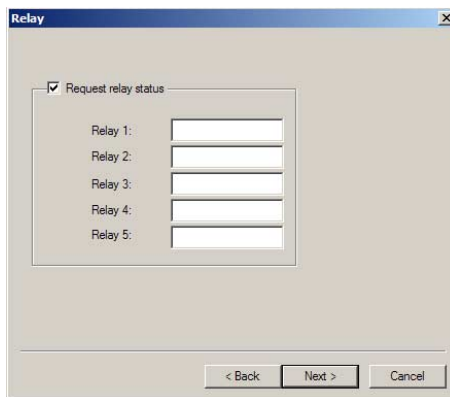 Relay
Request relay status
Relay 1:
Relay 2:
Relay 3:
Relay 4:
Relay 5:
< Back Next > Cancel